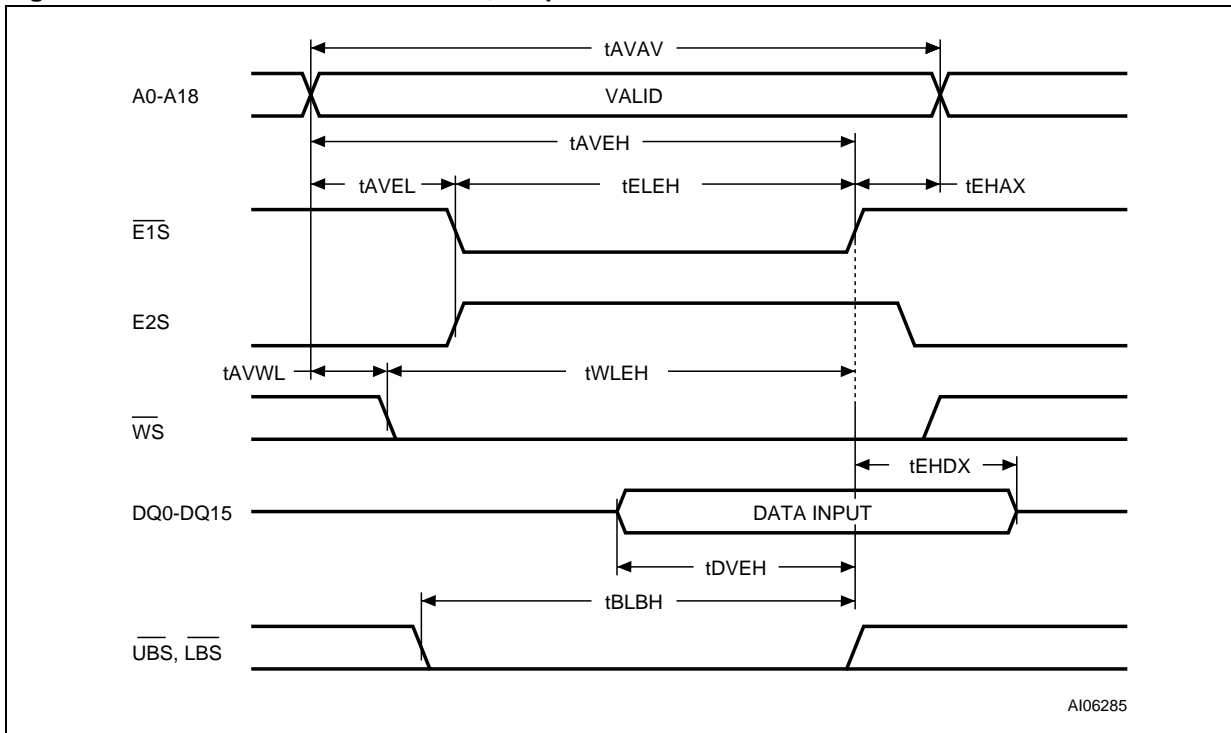 tAVAV
A0-A18
VALID
tAVEH
tAVEL
tELEH
tEHAX
E1S
E2S
tAVWL
tWLEH
WS
tEHDX
DQ0-DQ15
DATA INPUT
tDVEH
tBLBH
UBS, LBS
AI06285